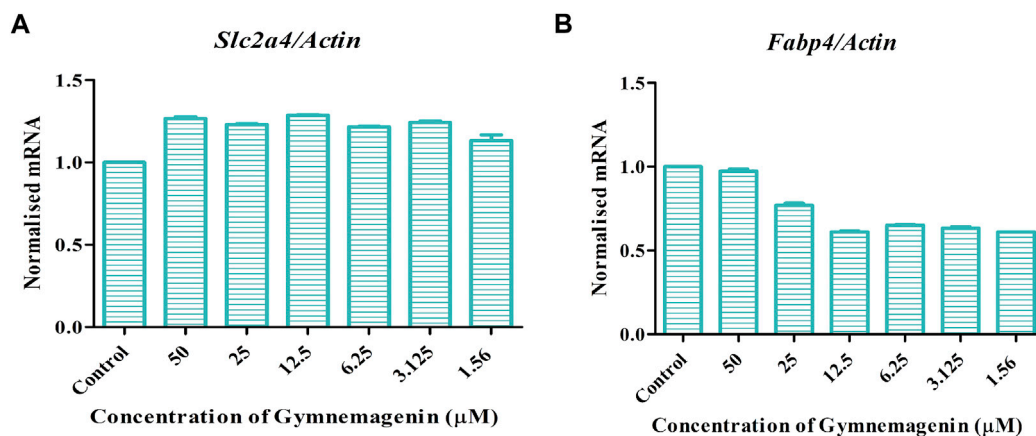 A
Slc2a4/Actin
Normalised mRNA
1.5
1.0
0.5
0.0
Control
50
25
12.5
6.25
3.125
1.56
Concentration of Gymnemagenin (µM)
B
Fabp4/Actin
Normalised mRNA
1.5
1.0
0.5
0.0
Control
50
25
12.5
6.25
3.125
1.56
Concentration of Gymnemagenin (µM)